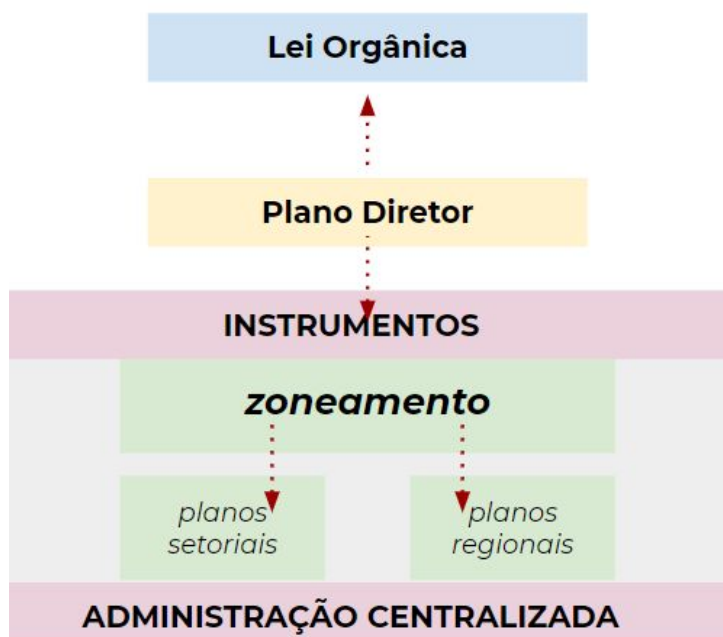 Lei Orgânica
Plano Diretor
INSTRUMENTOS
zoneamento
planos
setoriais
planos
regionais
ADMINISTRAÇÃO CENTRALIZADA